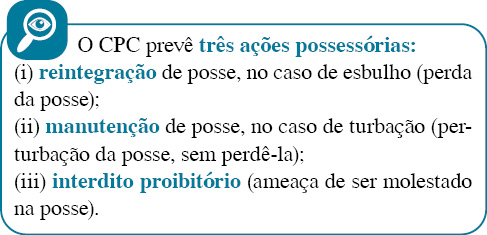 O CPC prevê três ações possessórias:
(i) reintegração de posse, no caso de esbulho (perda
da posse);
(ii) manutenção de posse, no caso de turbação (per-
turbação da posse, sem perdê-la);
(iii) interdito proibitório (ameaça de ser molestado
na posse).